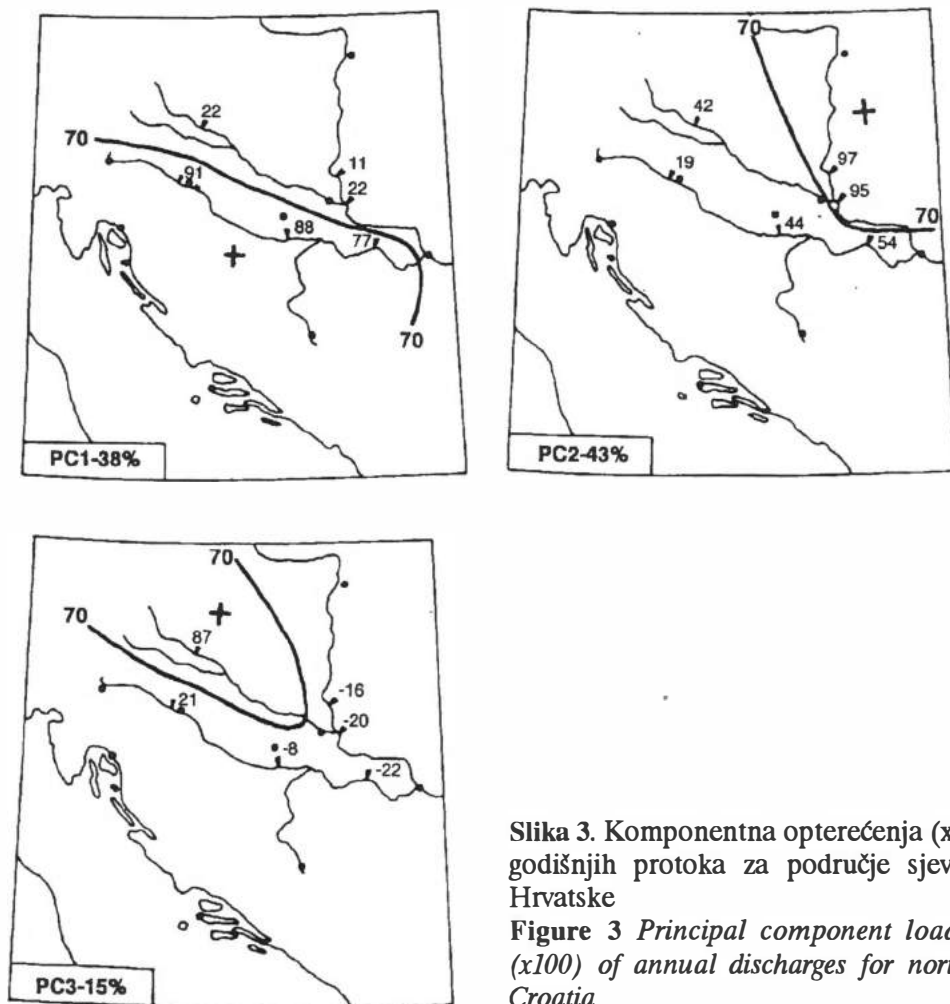 70
22
11
22
91
88
77
70
PC1-38%
70
42
97
19
95
44
54
70
PC2-43%
70
70
87
21
-16
-20
-8
-22
PC3-15%
Slika 3. Komponentna opterećenja (x
godišnjih protoka za područje sjev
Hrvatske
Figure 3 Principal component load
(x100) of annual discharges for nort
Croatia